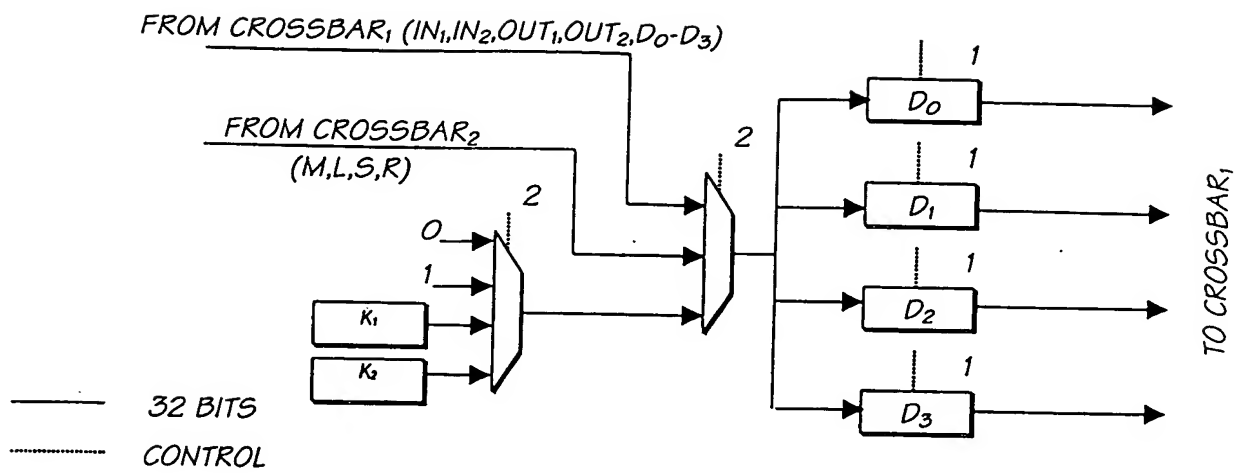 FROM CROSSBAR₁ (IN₁,IN₂,OUT₁,OUT₂,D₀-D₃)
1
D₀
FROM CROSSBAR₂
(M,L,S,R)
2
1
D₁
2
0
1
1
D₂
K₁
K₂
1
D₃
TO CROSSBAR₁
32 BITS
CONTROL